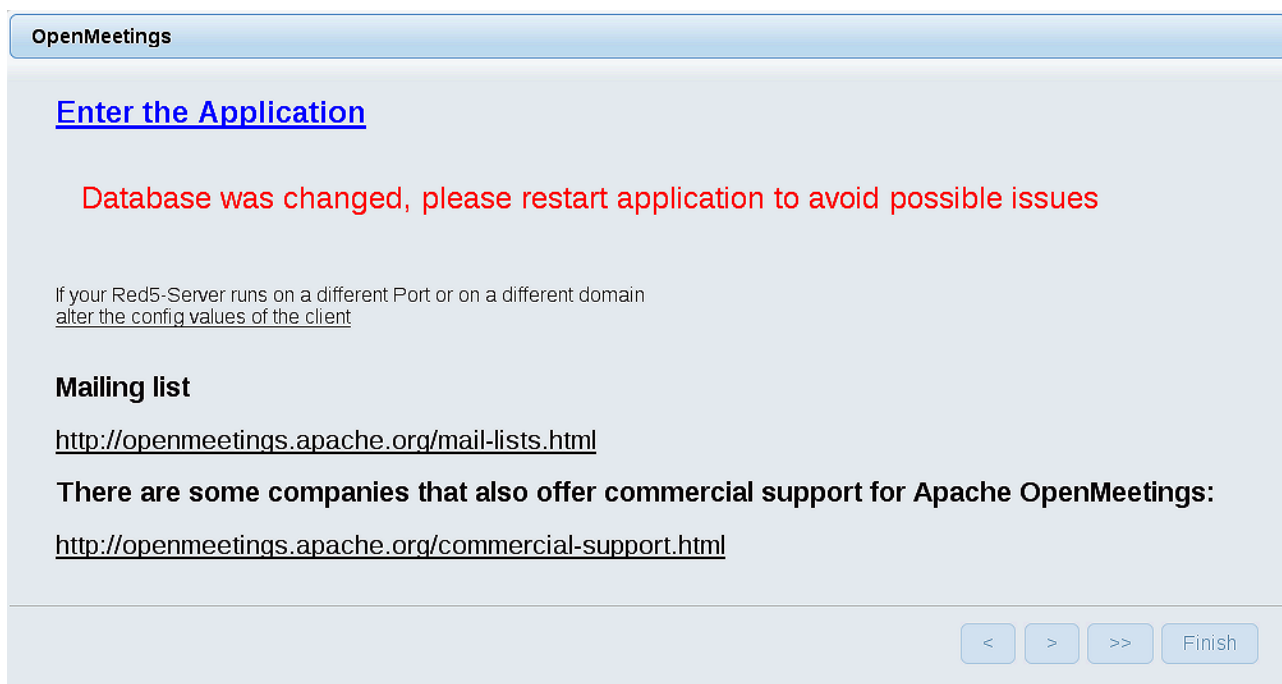 OpenMeetings
Enter the Application
Database was changed, please restart application to avoid possible issues
If your Red5-Server runs on a different Port or on a different domain
alter the config values of the client
Mailing list
http://openmeetings.apache.org/mail-lists.html
There are some companies that also offer commercial support for Apache OpenMeetings:
http://openmeetings.apache.org/commercial-support.html
< > >> Finish